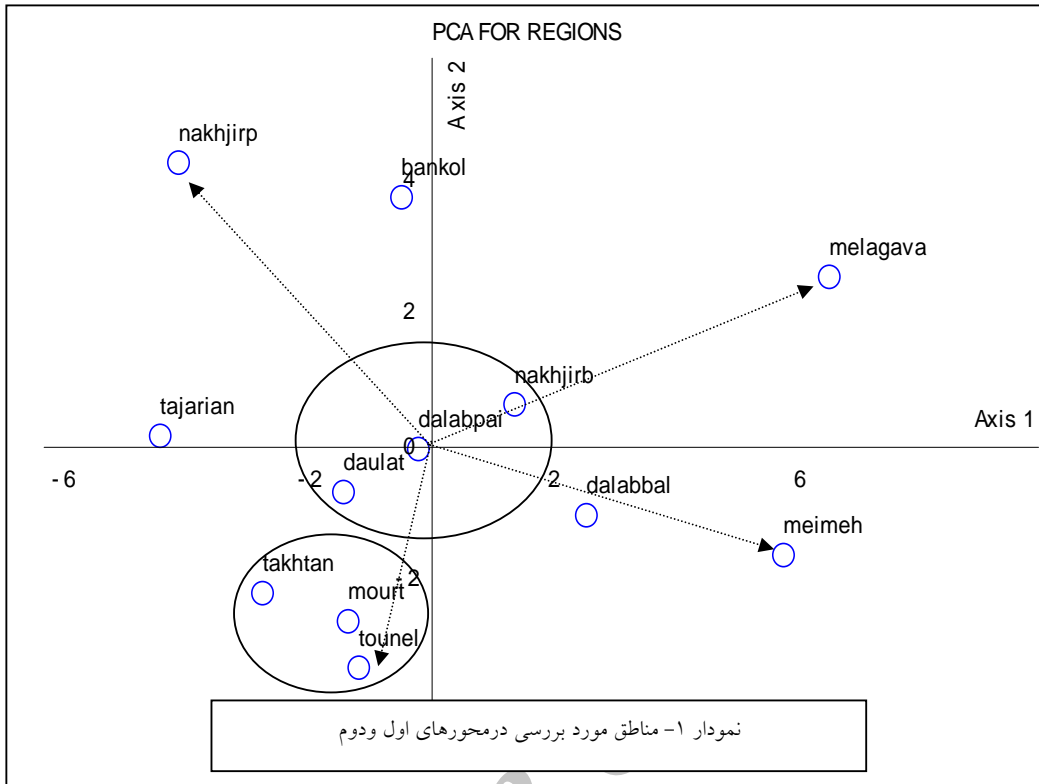 PCA FOR REGIONS
Axis 2
nakhjirp
bankol
4
melagava
2
nakhjirb
tajarian
dalabpai
Axis 1
0
daulat
-6
-2
2
dalabbal
6
meimeh
takhtan
-2
mourt
tounel
نمودار ۱- مناطق مورد بررسی درمحورهای اول ودوم